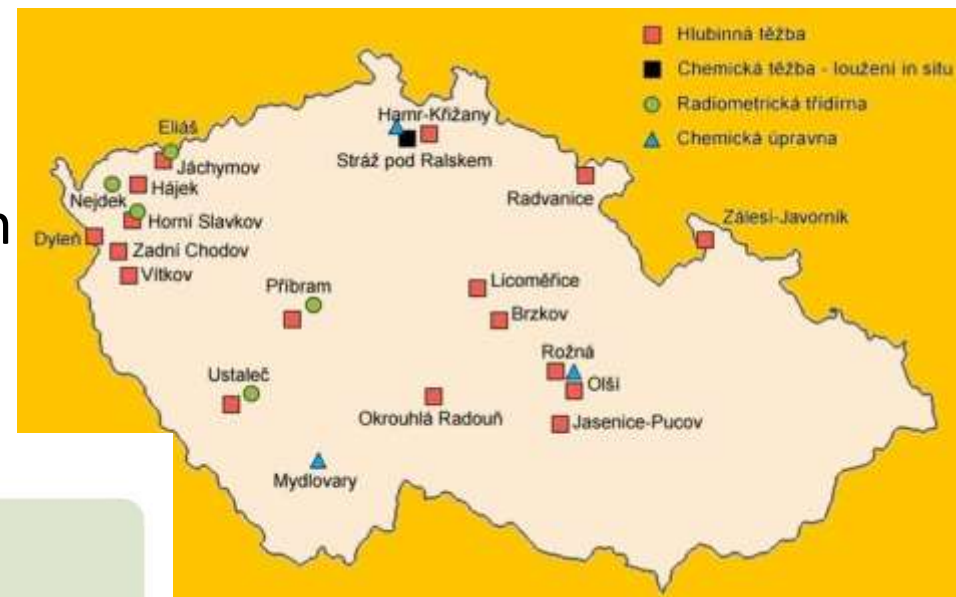 Hlubinná těžba
Chemická těžba - loužení in situ
Radiometrická třídirna
Chemická úpravna
Hamr-Křižany
Stráž pod Ralskem
Eliáš
Jáchymov
Hájek
Nejdek
Horní Slavkov
Dyleň
Zadní Chodov
Vítkov
Radvanice
Zálesí-Javorník
Příbram
Licoměřice
Brzkov
Rožná
Olší
Ustaleč
Okrouhlá Radouň
Jasenice-Pucov
Mydlovary